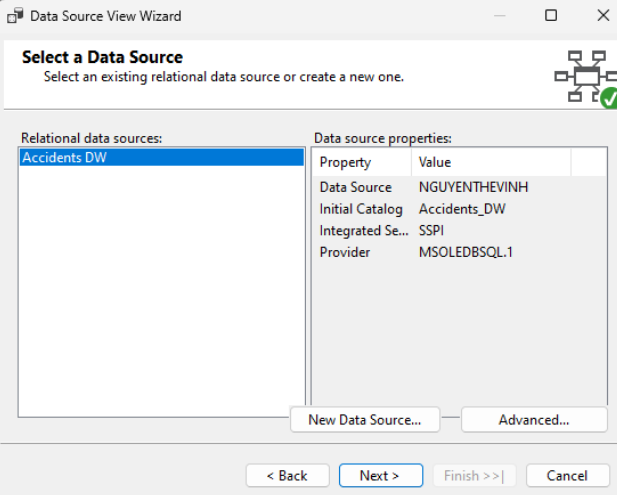 Data Source View Wizard
Select a Data Source
Select an existing relational data source or create a new one.
Relational data sources:
Accidents DW
Data source properties:
Property Value
Data Source NGUYENTHEVINH
Initial Catalog Accidents_DW
Integrated Se... SSPI
Provider MSOLEDBSQL.1
New Data Source... Advanced...
< Back Next > Finish >>| Cancel